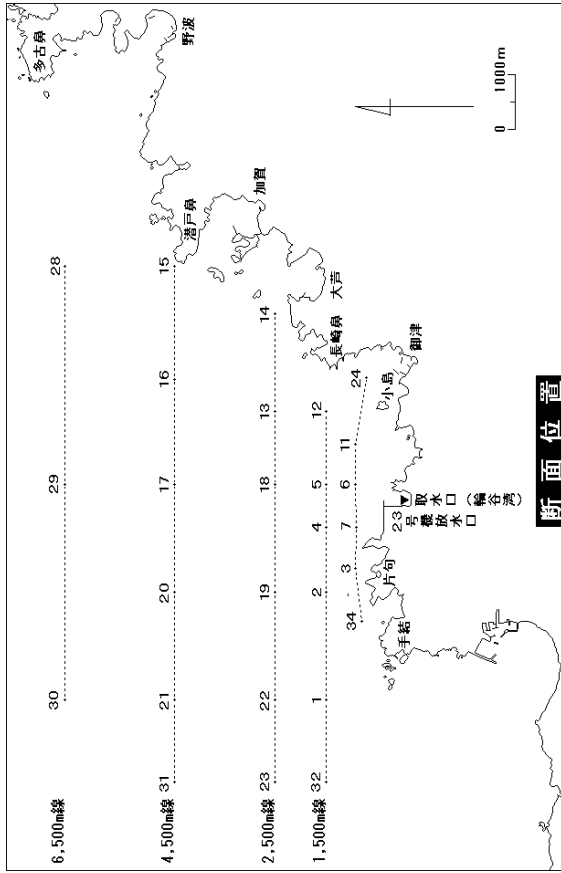 多古鼻
6,500m線 30 29 28
野波
4,500m線 31 21 20 17 16 15
潜戸鼻
加賀
2,500m線 23 22 19 18 13 14
1,500m線 32 1 2 4 5 12
大芦
長崎鼻
34 3 7 6 11 24
小島
御津
片句
手結
23
号機放水口
取水口（輪谷湾）
0 1000m
断面位置